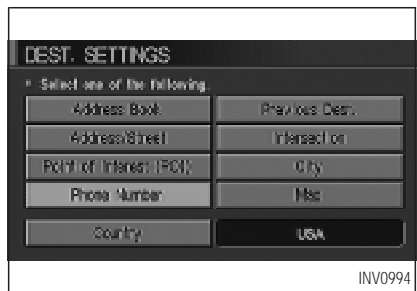 DEST. SETTINGS
Select one of the following.
Address Book Previous Dest.
Address/Street Intersection
Point of Interest (POI) City
Phone Number Map
Country USA
INV0994